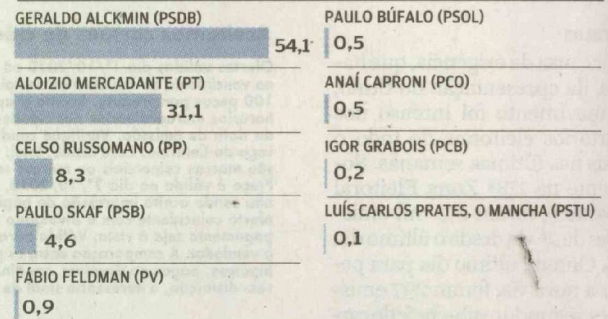 GERALDO ALCKMIN (PSDB)
54,1
ALOIZIO MERCADANTE (PT)
31,1
CELSO RUSSOMANO (PP)
8,3
PAULO SKAF (PSB)
4,6
FÁBIO FELDMAN (PV)
0,9
PAULO BÚFALO (PSOL)
0,5
ANAÍ CAPRONI (PCO)
0,5
IGOR GRABOIS (PCB)
0,2
LUÍS CARLOS PRATES, O MANCHA (PSTU)
0,1